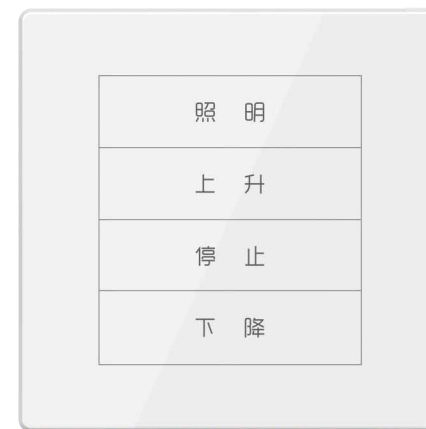 照 明
上 升
停 止
下 降